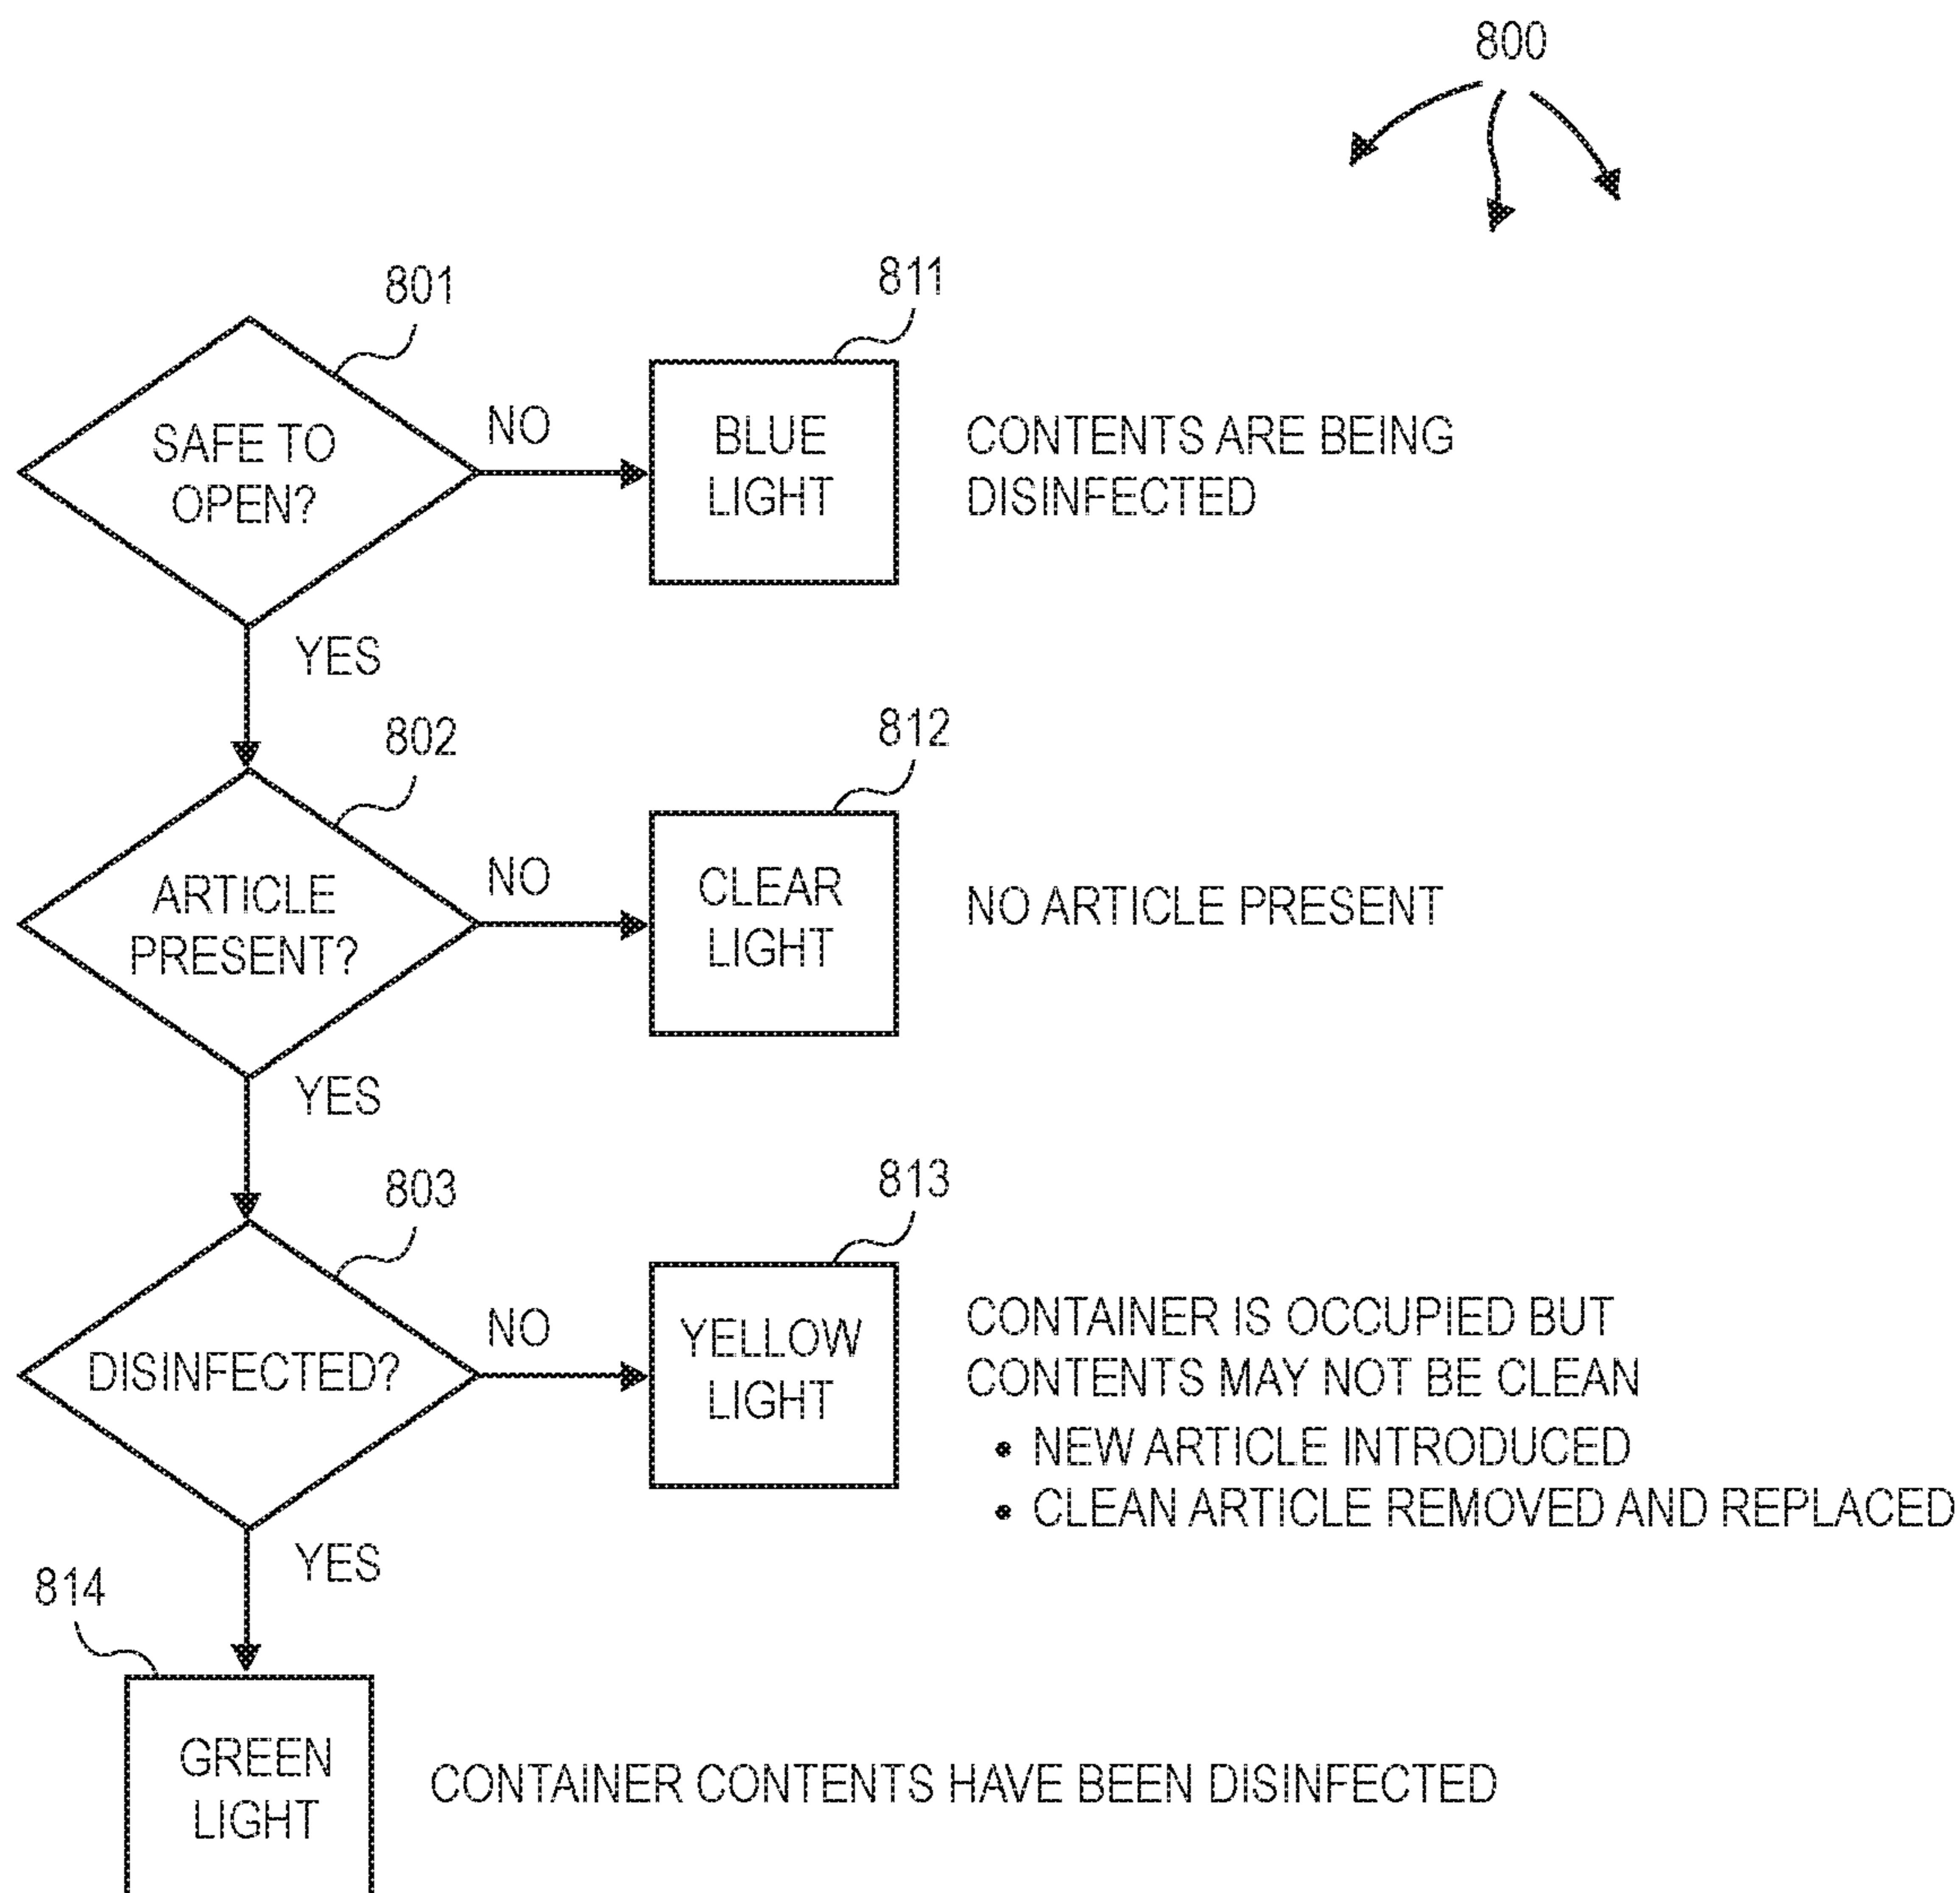 800
801
811
SAFE TO
OPEN?
NO
BLUE
LIGHT
CONTENTS ARE BEING
DISINFECTED
YES
802
812
ARTICLE
PRESENT?
NO
CLEAR
LIGHT
NO ARTICLE PRESENT
YES
803
813
DISINFECTED?
NO
YELLOW
LIGHT
CONTAINER IS OCCUPIED BUT
CONTENTS MAY NOT BE CLEAN
• NEW ARTICLE INTRODUCED
• CLEAN ARTICLE REMOVED AND REPLACED
YES
814
GREEN
LIGHT
CONTAINER CONTENTS HAVE BEEN DISINFECTED